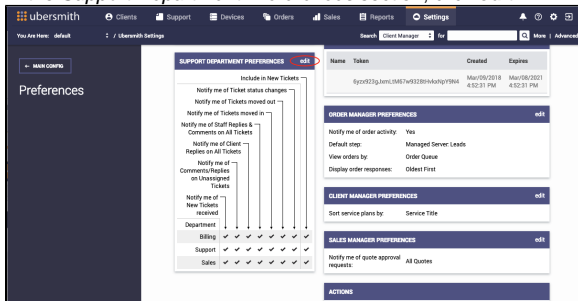 ubersmith Clients Support Devices Orders Sales Reports Settings
You Are Here: default / Ubersmith Settings Search Client Manager for More | Advanced
← MAIN CONFIG
Preferences
SUPPORT DEPARTMENT PREFERENCES edit
Include in New Tickets
Notify me of Ticket status changes
Notify me of Tickets moved out
Notify me of Tickets moved in
Notify me of Staff Replies &
Comments on All Tickets
Notify me of Client
Replies on All Tickets
Notify me of
Comments/Replies
on Unassigned
Tickets
Notify me of
New Tickets
received
Department
Billing
Support
Sales
Name Token Created Expires
Mar/09/2018 4:52:31 PM
Mar/08/2021 4:52:31 PM
ORDER MANAGER PREFERENCES edit
Notify me of order activity: Yes
Default step: Managed Server: Leads
View orders by: Order Queue
Display order responses: Oldest First
CLIENT MANAGER PREFERENCES edit
Sort service plans by: Service Title
SALES MANAGER PREFERENCES edit
Notify me of quote approval requests: All Quotes
ACTIONS